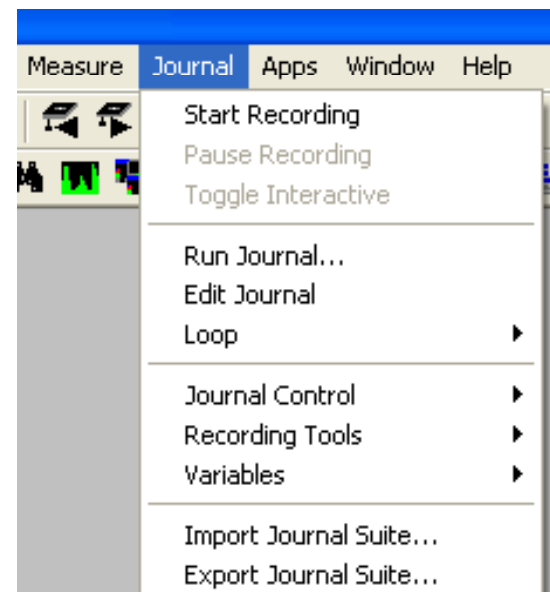 Measure Journal Apps Window Help
Start Recording
Pause Recording
Toggle Interactive
Run Journal...
Edit Journal
Loop
Journal Control
Recording Tools
Variables
Import Journal Suite...
Export Journal Suite...